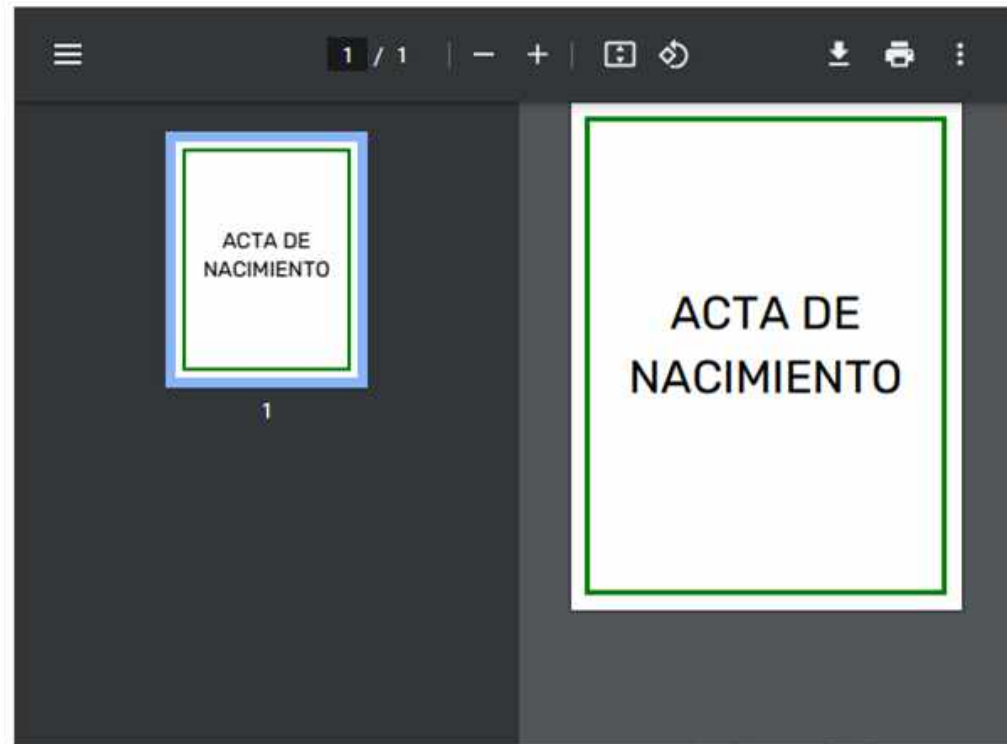 1 / 1
ACTA DE
NACIMIENTO
1
ACTA DE
NACIMIENTO